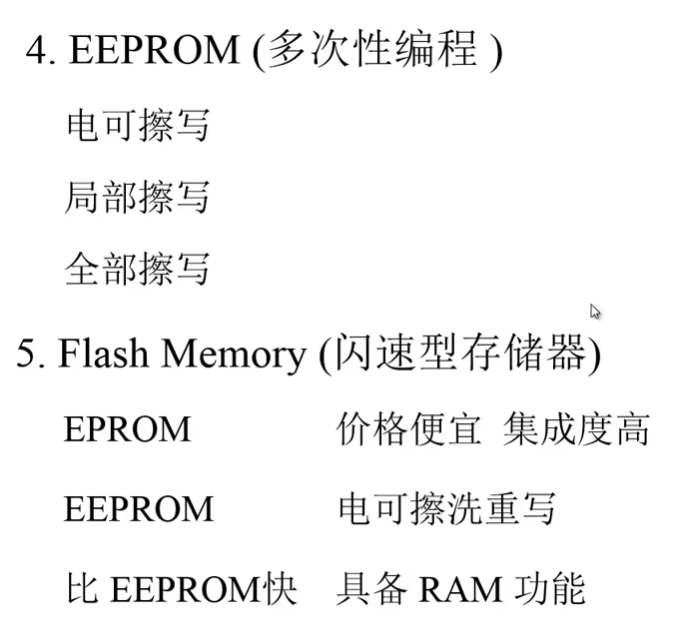 4. EEPROM (多次性编程 )
电可擦写
局部擦写
全部擦写
5. Flash Memory (闪速型存储器)
EPROM 价格便宜 集成度高
EEPROM 电可擦洗重写
比 EEPROM快 具备 RAM 功能